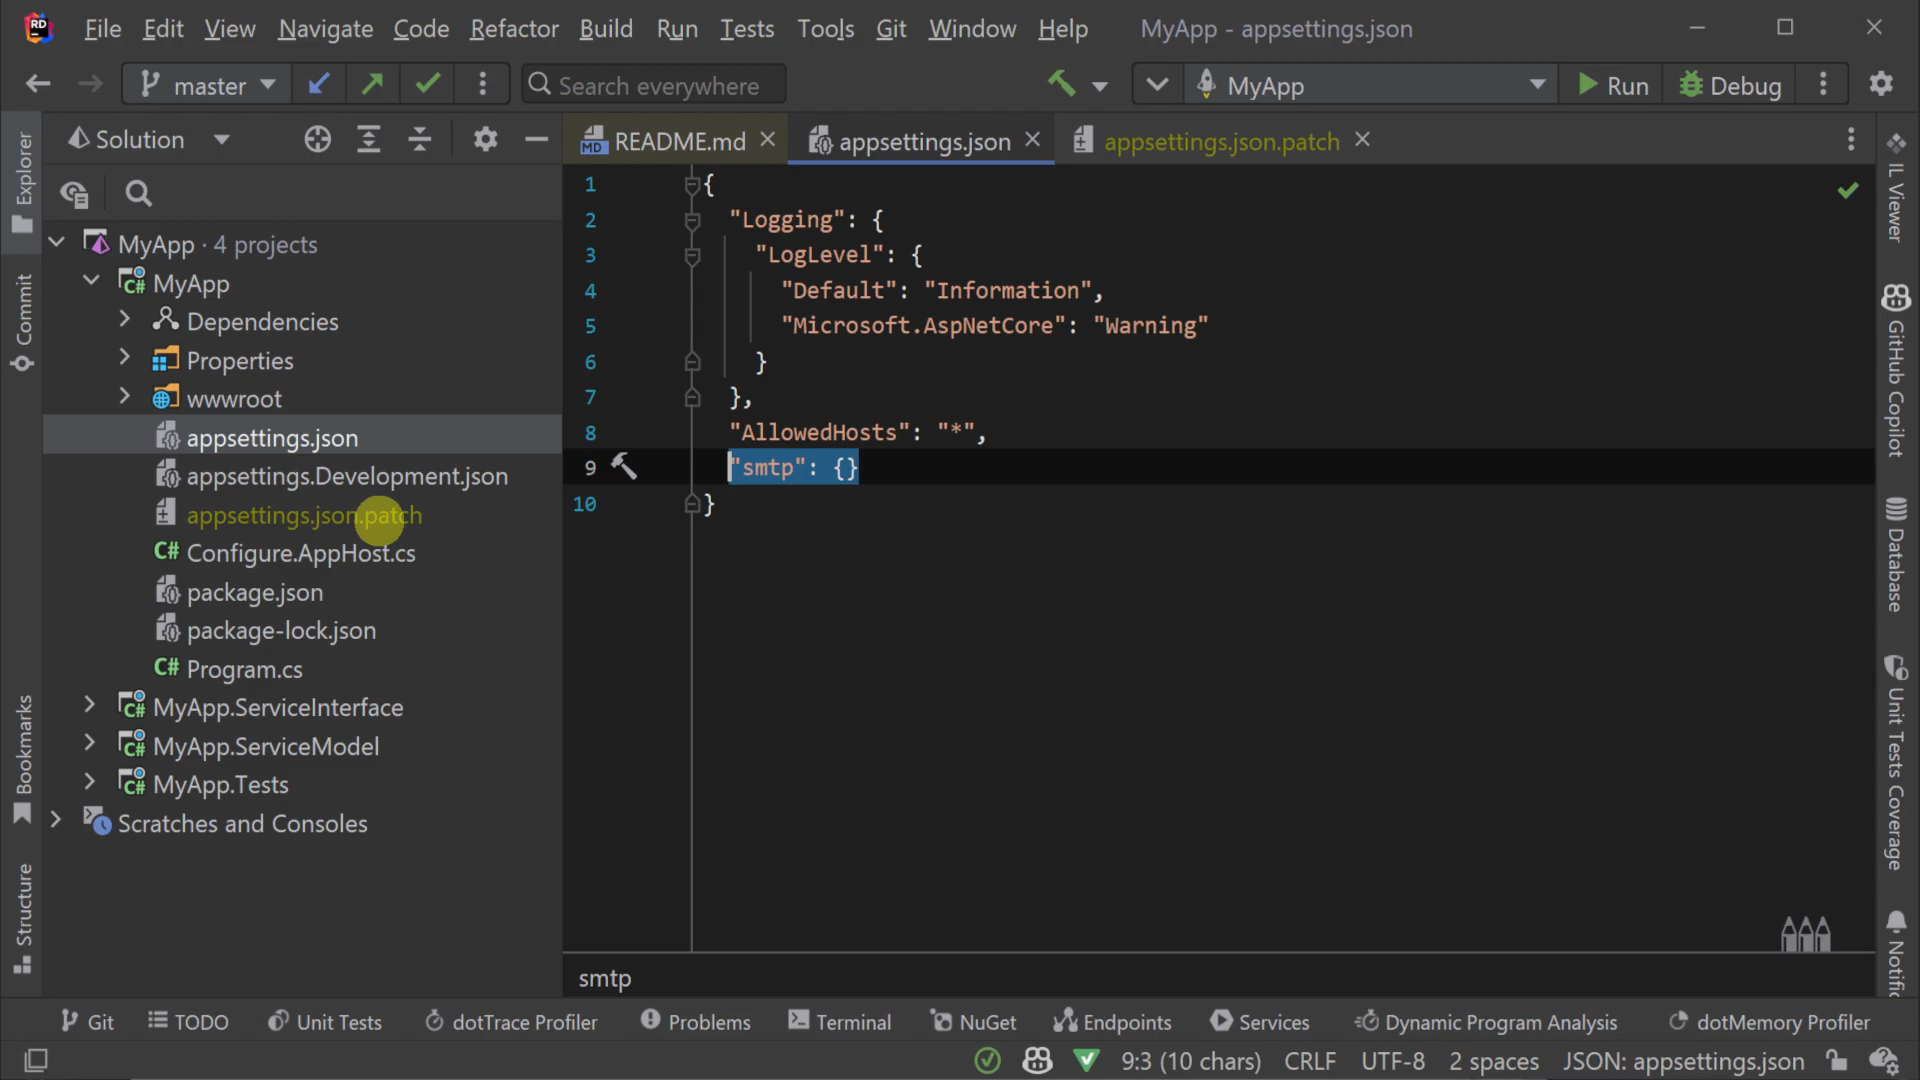 RD
File Edit View Navigate Code Refactor Build Run Tests Tools Git Window Help MyApp - appsettings.json
master Search everywhere MyApp Run Debug
Solution
README.md appsettings.json appsettings.json.patch
MyApp · 4 projects
MyApp
Dependencies
Properties
wwwroot
appsettings.json
appsettings.Development.json
appsettings.json.patch
C# Configure.AppHost.cs
package.json
package-lock.json
C# Program.cs
MyApp.ServiceInterface
MyApp.ServiceModel
MyApp.Tests
Scratches and Consoles
Explorer
Commit
Bookmarks
Structure
1 {
2 "Logging": {
3 "LogLevel": {
4 "Default": "Information",
5 "Microsoft.AspNetCore": "Warning"
6 }
7 },
8 "AllowedHosts": "*",
9 "smtp": {}
10 }
smtp
IL Viewer
GitHub Copilot
Database
Unit Tests Coverage
Notific
Git TODO Unit Tests dotTrace Profiler Problems Terminal NuGet Endpoints Services Dynamic Program Analysis dotMemory Profiler
9:3 (10 chars) CRLF UTF-8 2 spaces JSON: appsettings.json